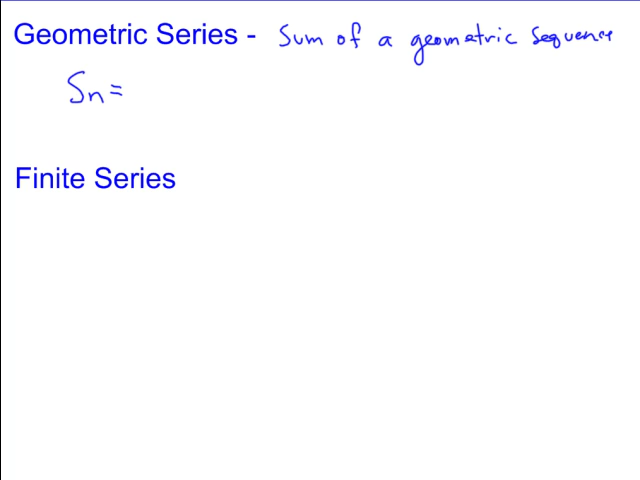 Geometric Series - Sum of a geometric sequence
Sn=
Finite Series